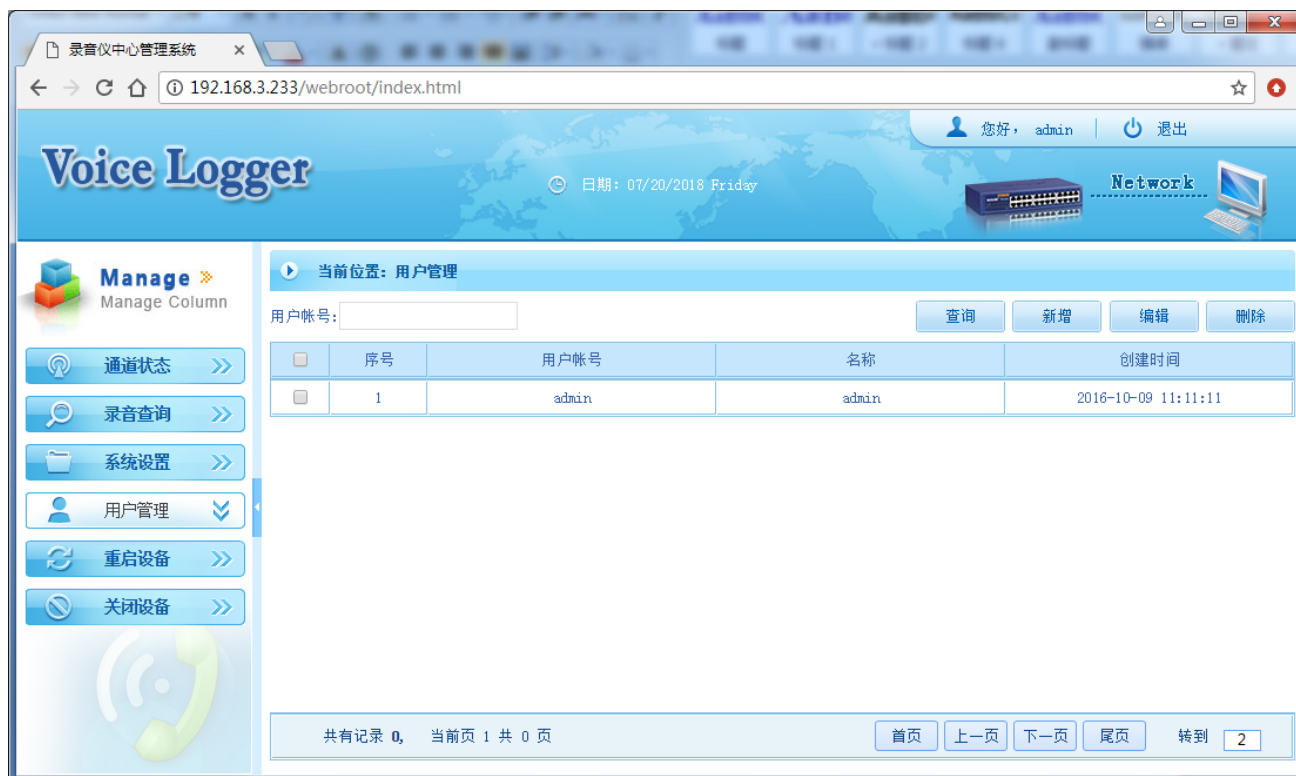 录音仪中心管理系统
192.168.3.233/webroot/index.html
您好， admin 退出
Voice Logger
日期: 07/20/2018 Friday
Network
Manage
Manage Column
当前位置: 用户管理
用户帐号:
查询 新增 编辑 删除
通道状态
录音查询
系统设置
用户管理
重启设备
关闭设备
序号 用户帐号 名称 创建时间
1 admin admin 2016-10-09 11:11:11
共有记录 0, 当前页 1 共 0 页
首页 上一页 下一页 尾页 转到 2